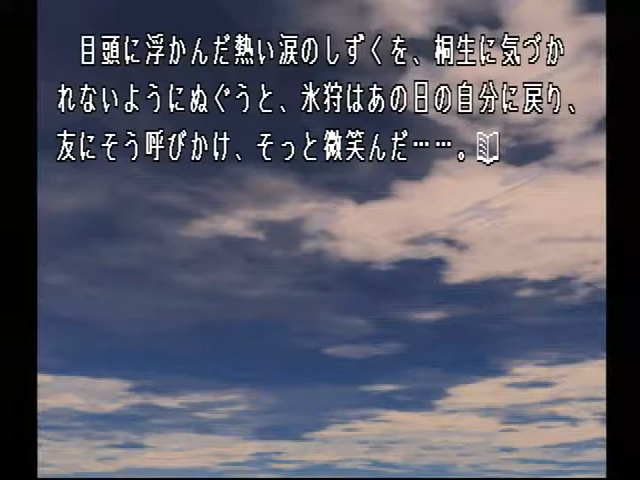 目頭に浮かんだ熱い涙のしずくを、桐生に気づか
れないようにぬぐうと、氷狩はあの日の自分に戻り、
友にそう呼びかけ、そっと微笑んだ……。